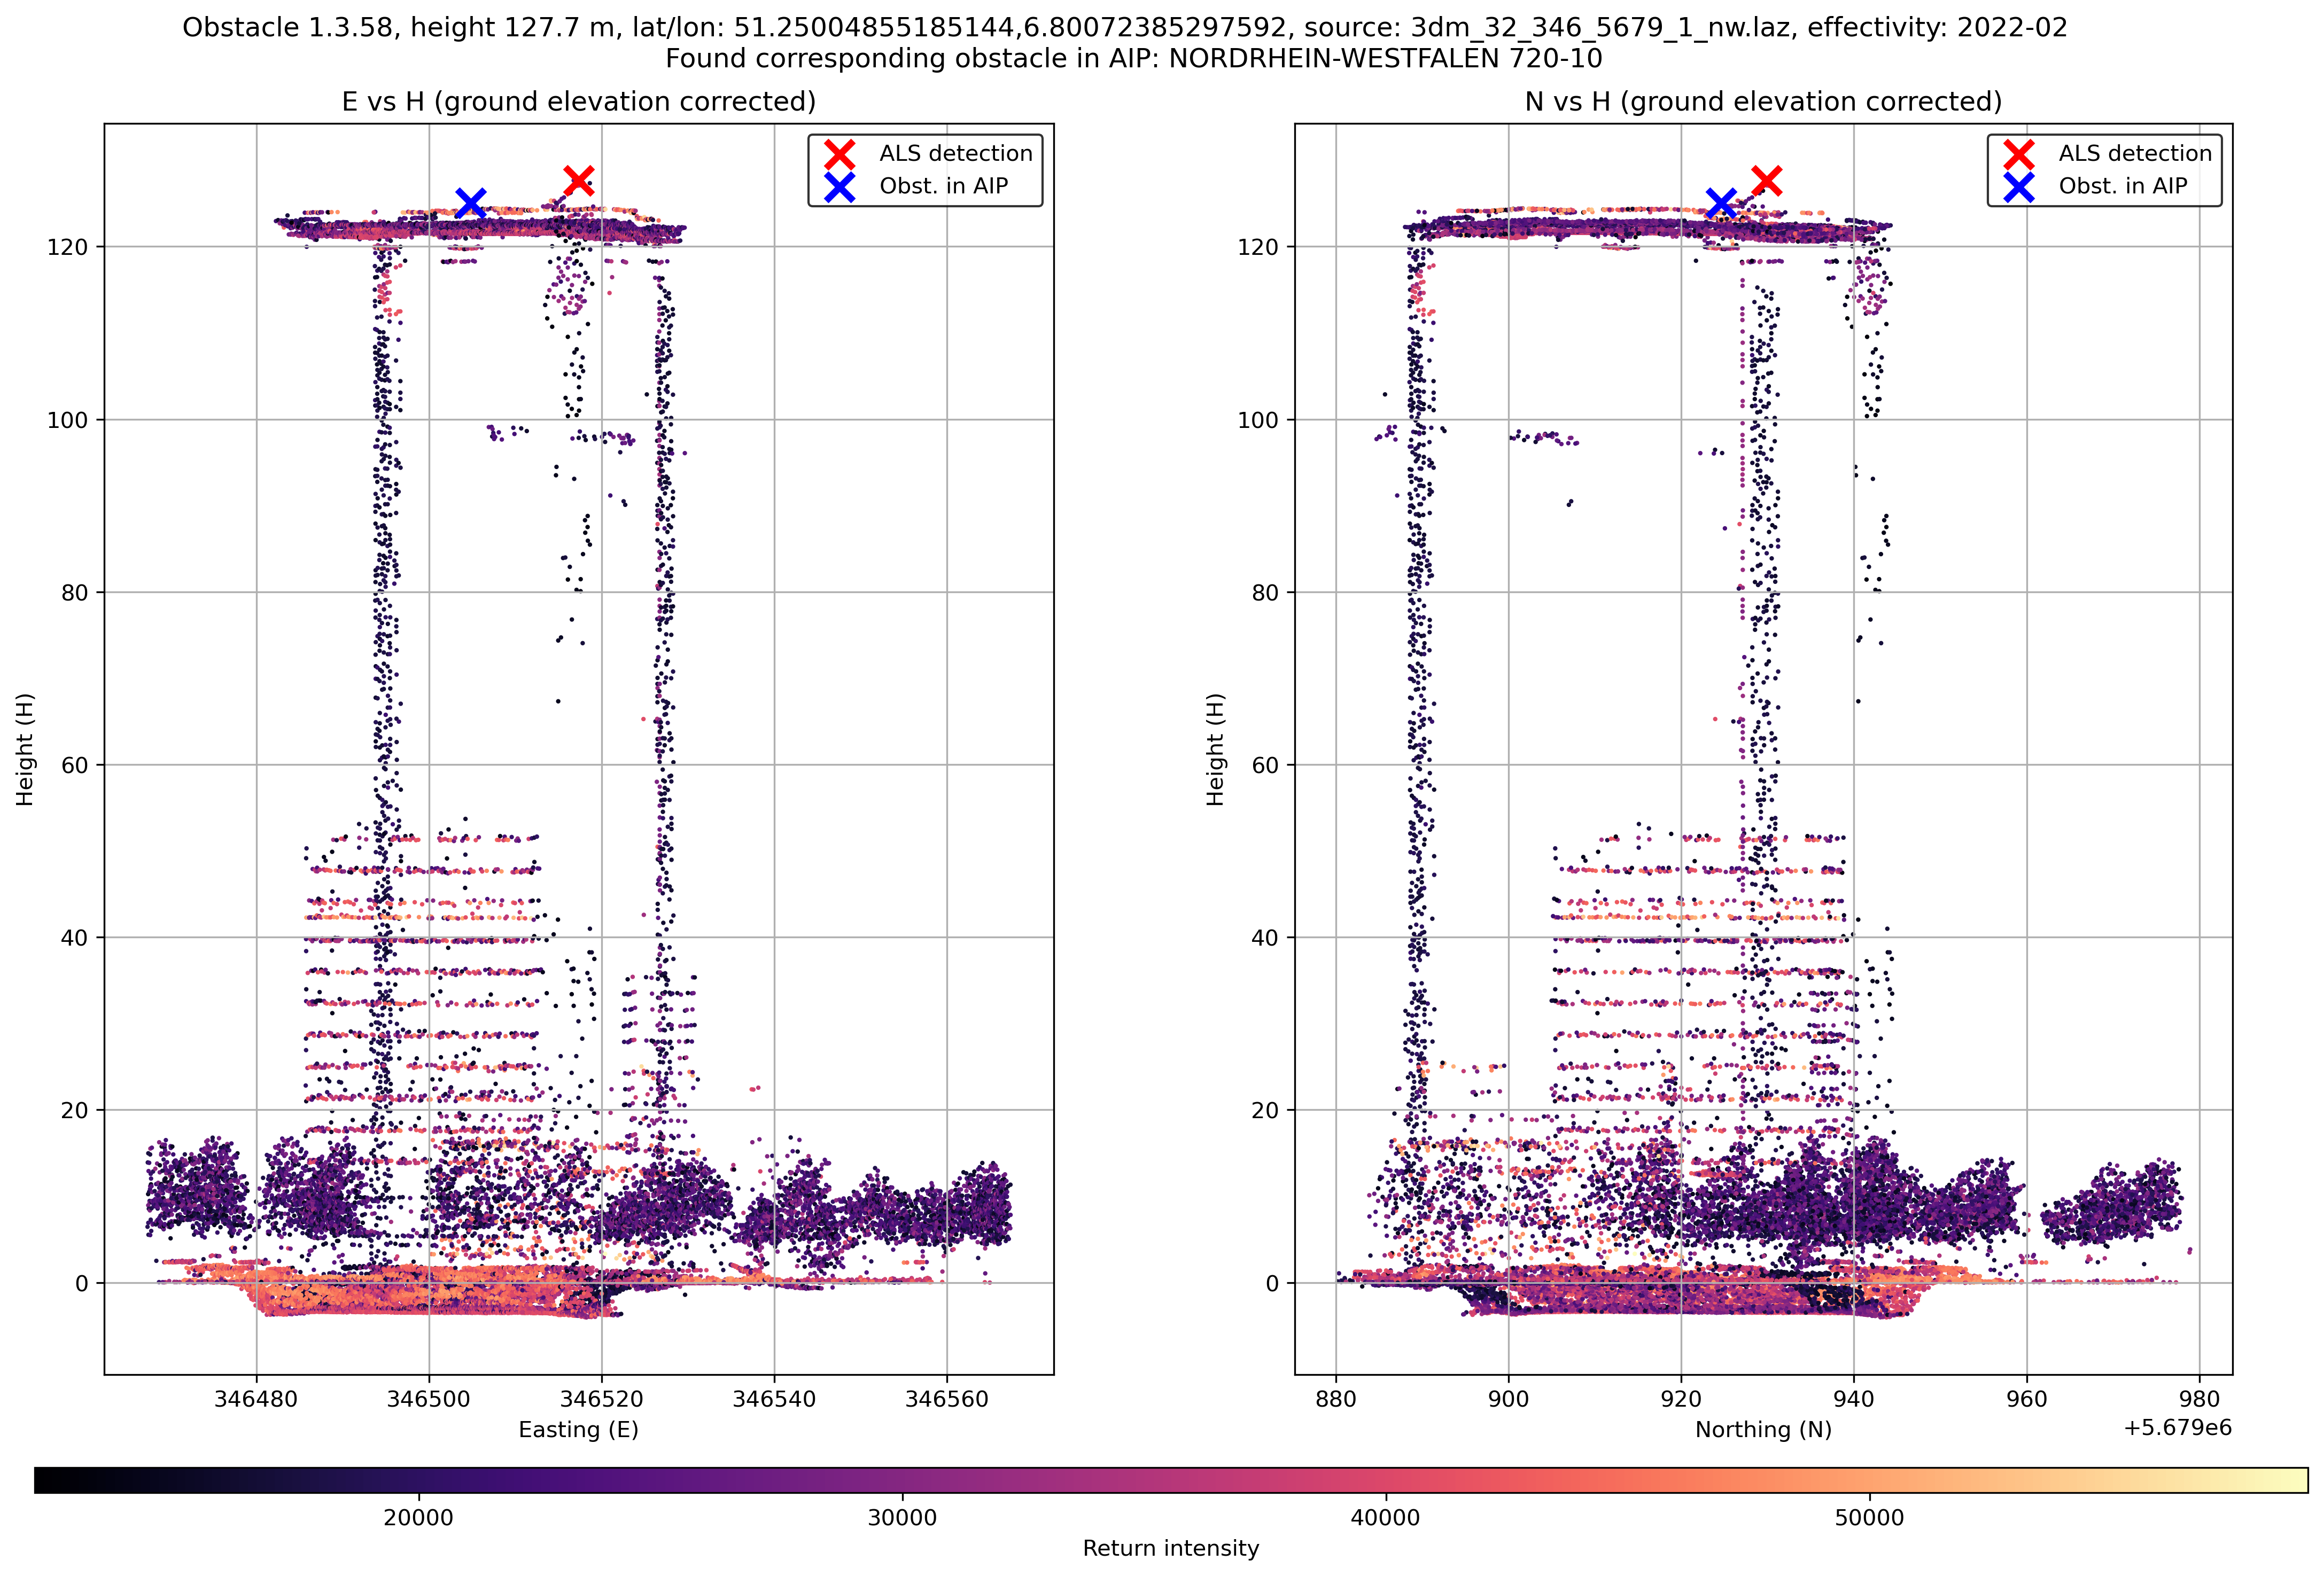 Obstacle 1.3.58, height 127.7 m, lat/lon: 51.25004855185144,6.80072385297592, source: 3dm_32_346_5679_1_nw.laz, effectivity: 2022-02
Found corresponding obstacle in AIP: NORDRHEIN-WESTFALEN 720-10
E vs H (ground elevation corrected)
ALS detection
Obst. in AIP
120
100
80
60
40
20
0
Height (H)
346480 346500 346520 346540 346560
Easting (E)
N vs H (ground elevation corrected)
ALS detection
Obst. in AIP
120
100
80
60
40
20
0
Height (H)
880 900 920 940 960 980
Northing (N)
+5.679e6
20000 30000 40000 50000
Return intensity